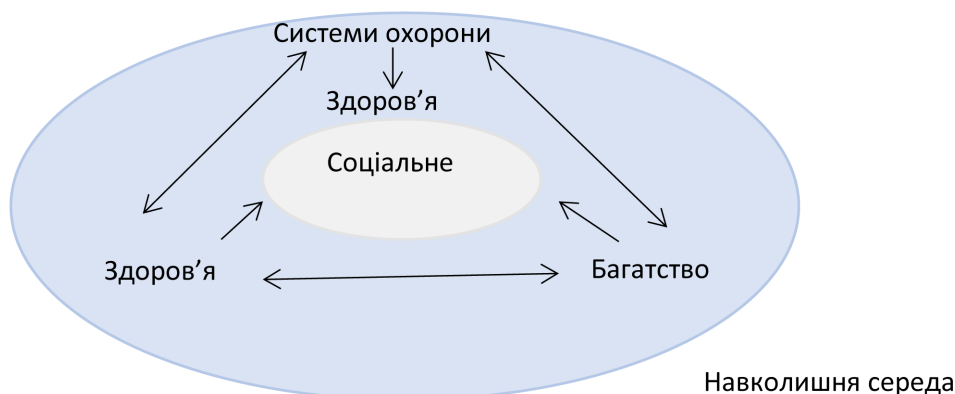 Системи охорони
Здоров’я
Соціальне
Здоров’я
Багатство
Навколишня середа